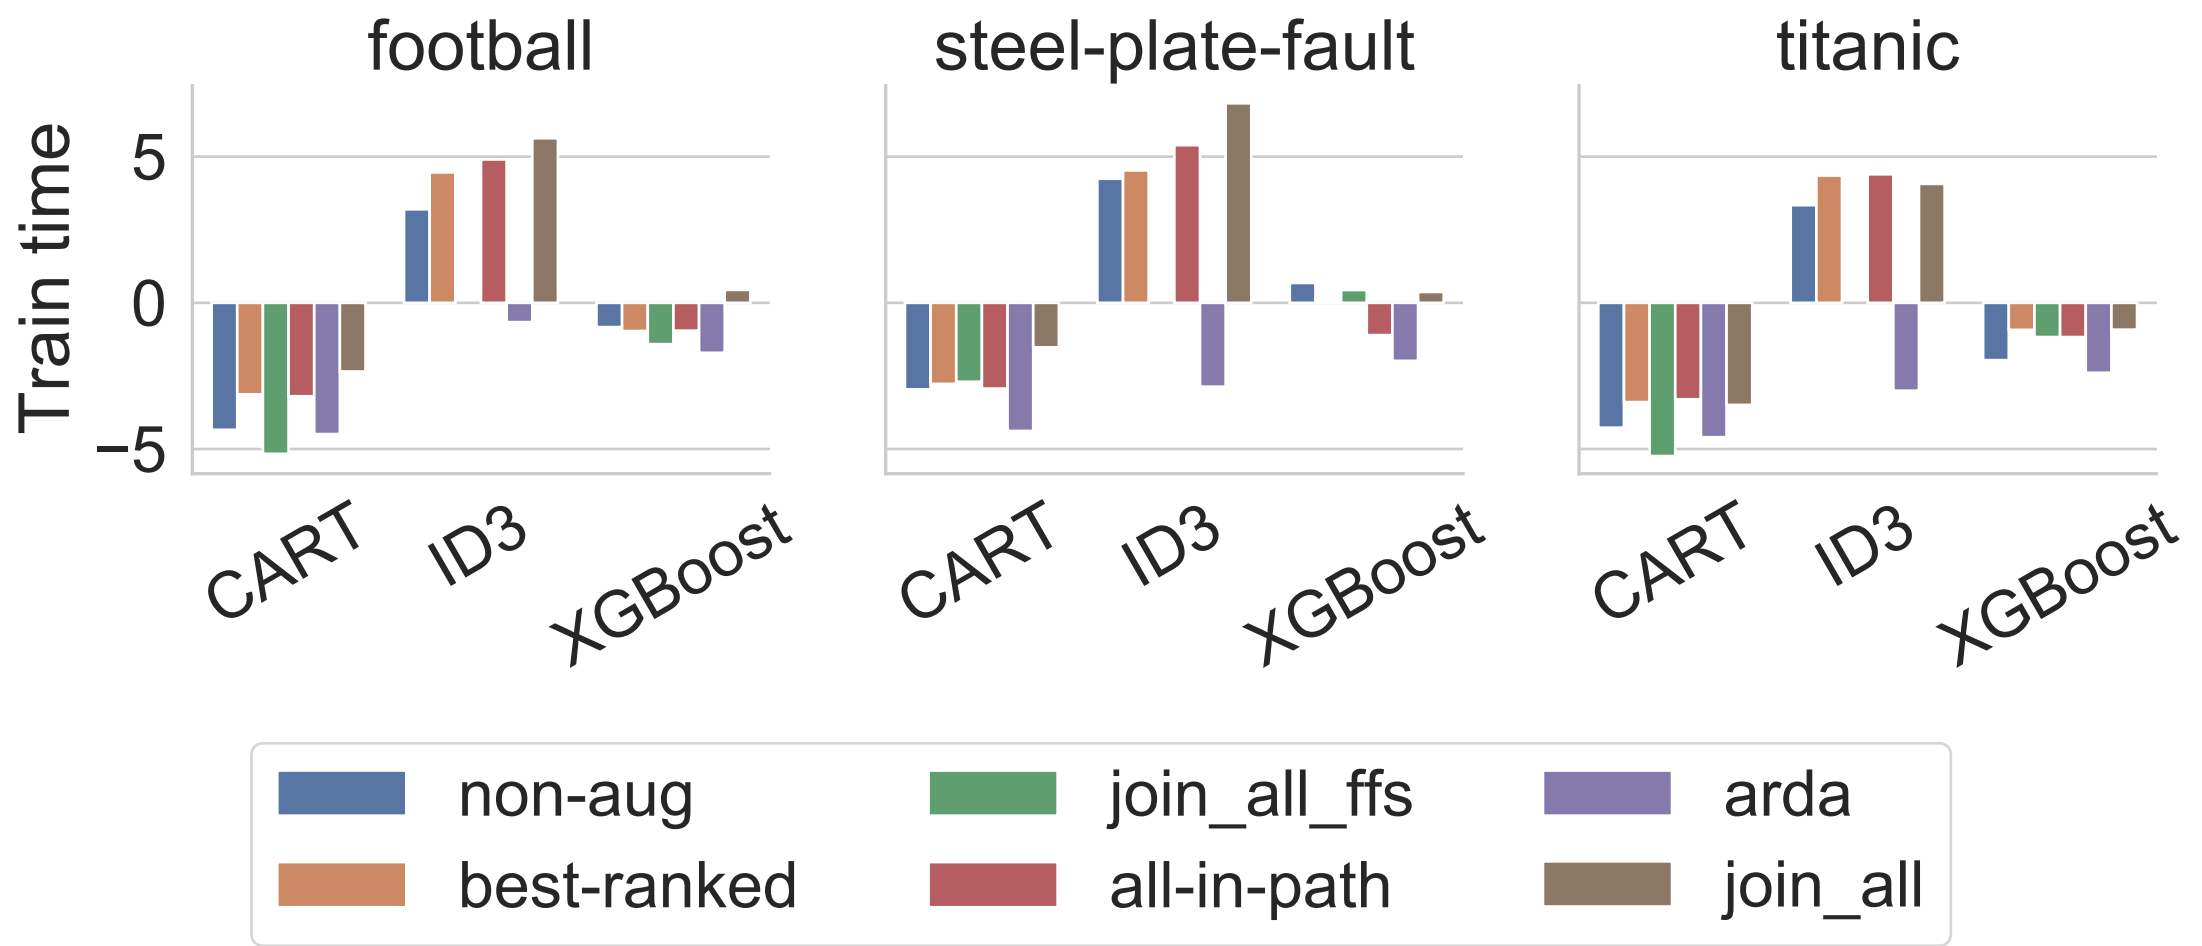 football
steel-plate-fault
titanic
Train time
5
0
−5
CART
ID3
XGBoost
CART
ID3
XGBoost
CART
ID3
XGBoost
non-aug
join_all_ffs
arda
best-ranked
all-in-path
join_all